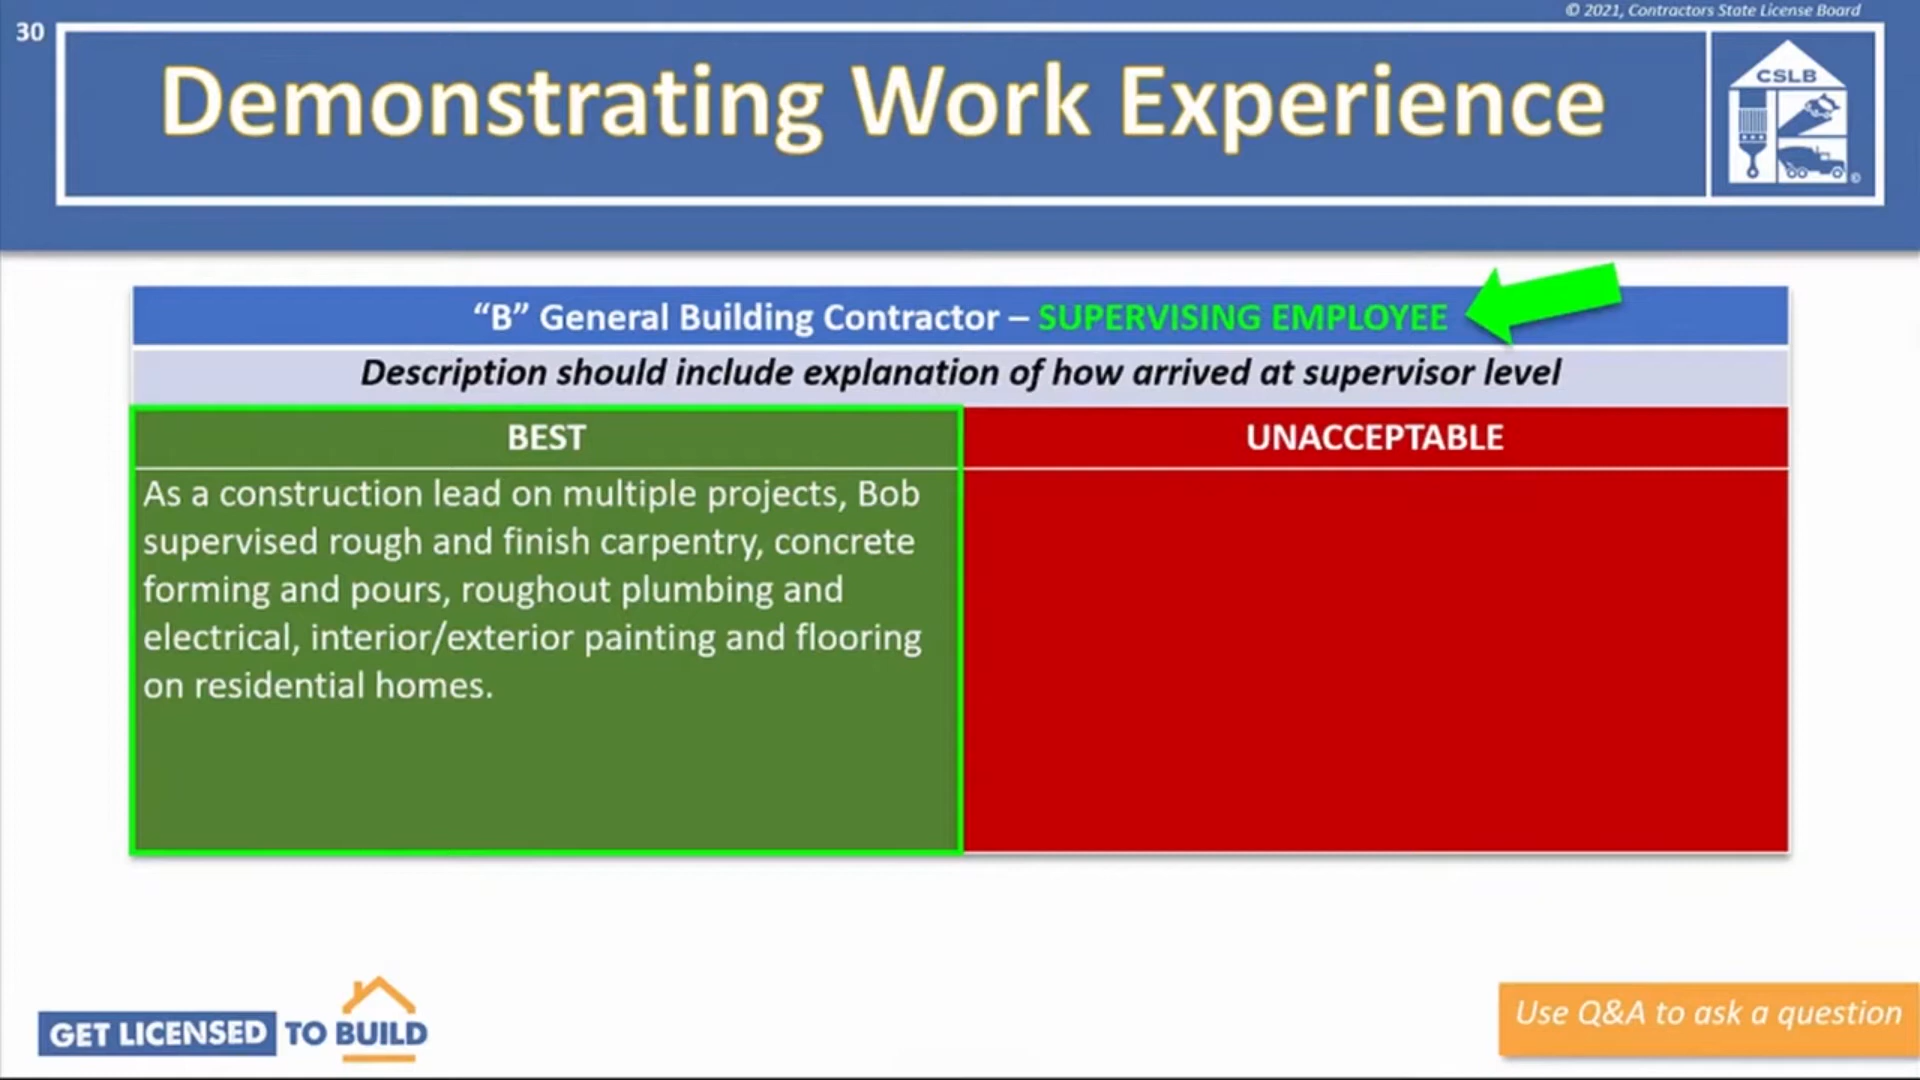 © 2021, Contractors State License Board
30
Demonstrating Work Experience
CSLB
©
“B” General Building Contractor – SUPERVISING EMPLOYEE
Description should include explanation of how arrived at supervisor level
BEST
UNACCEPTABLE
As a construction lead on multiple projects, Bob
supervised rough and finish carpentry, concrete
forming and pours, roughout plumbing and
electrical, interior/exterior painting and flooring
on residential homes.
GET LICENSED TO BUILD
Use Q&A to ask a question